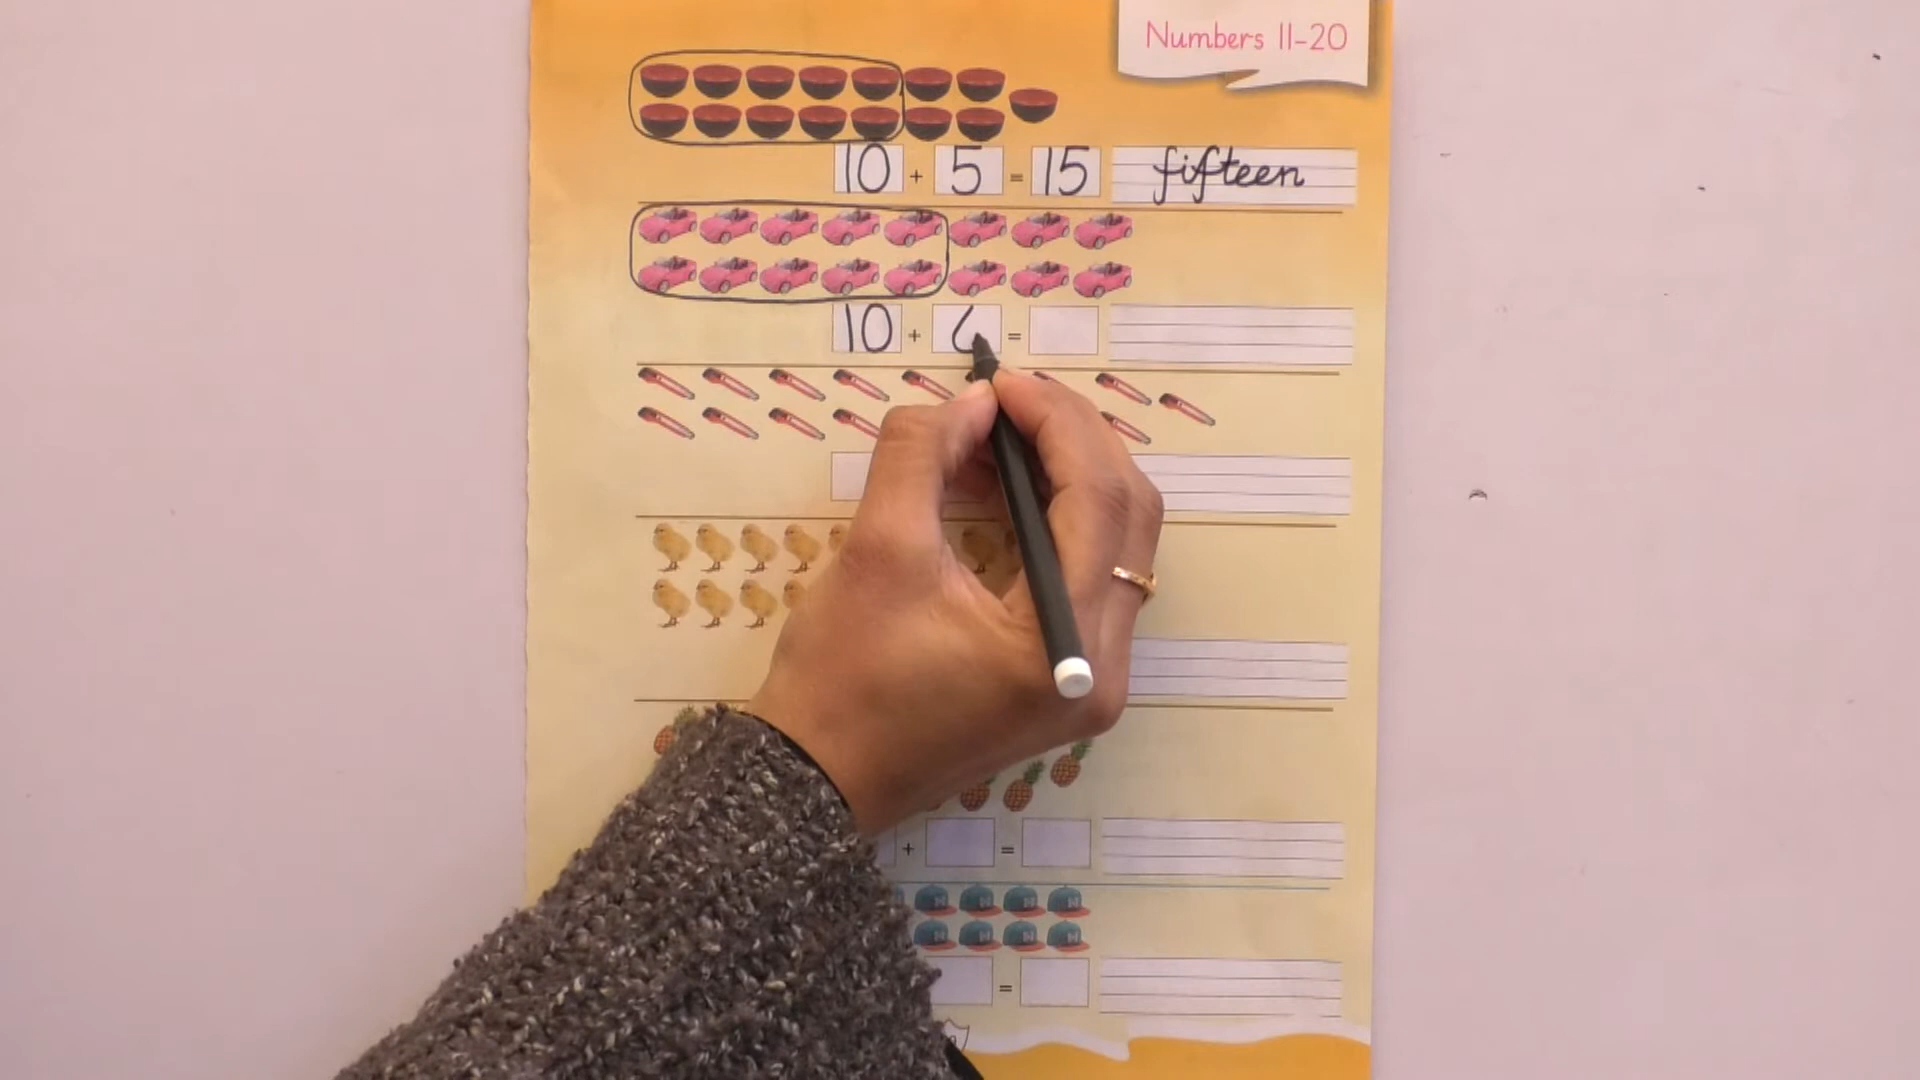 Numbers 11-20
10 + 5 = 15 fifteen
10 + 6 =
+ =
=